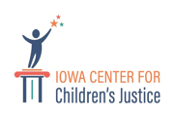 IOWA CENTER FOR
Children's Justice